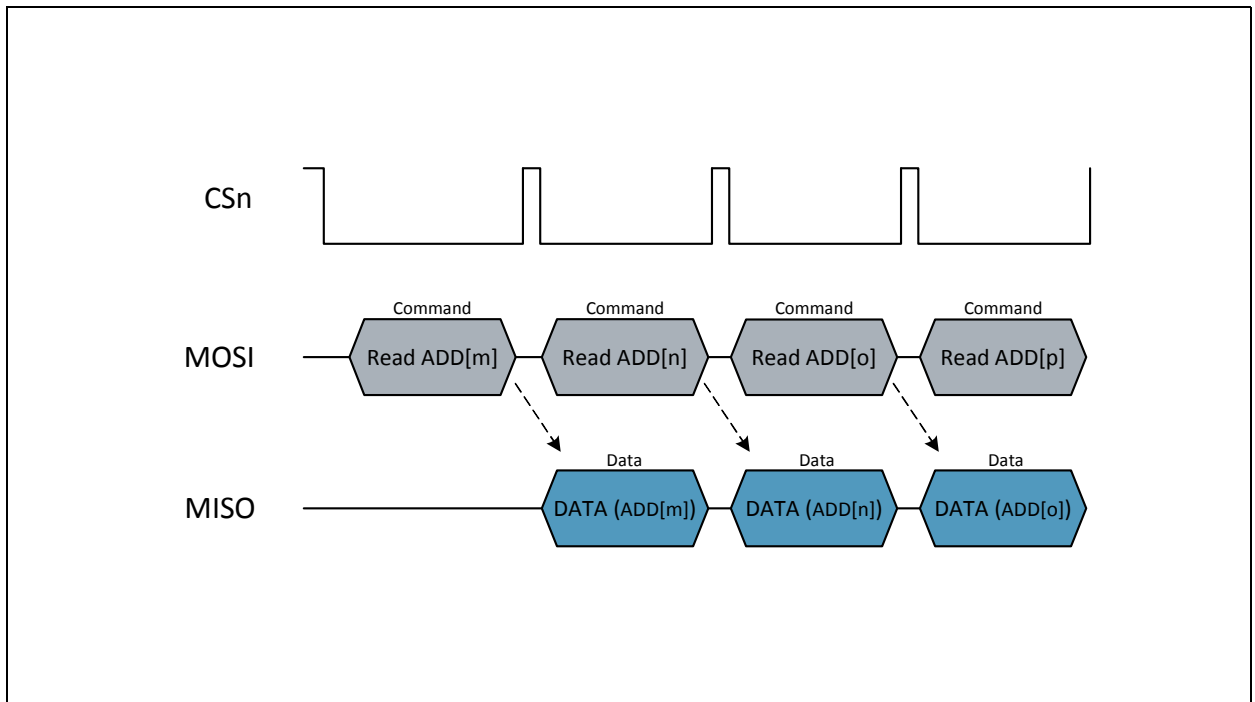 CSn
Command Command Command Command
MOSI Read ADD[m] Read ADD[n] Read ADD[o] Read ADD[p]
Data Data Data
MISO DATA (ADD[m]) DATA (ADD[n]) DATA (ADD[o])